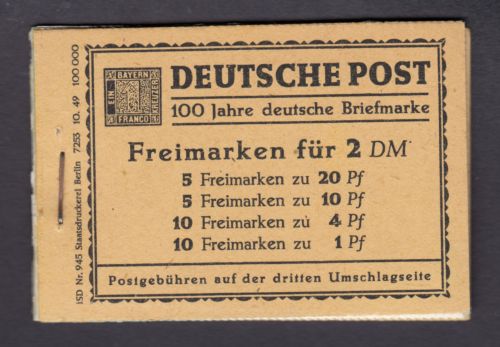 BAYERN
EIN
KREUZER
FRANCO
DEUTSCHE POST
100 Jahre deutsche Briefmarke
Freimarken für 2 DM
5 Freimarken zu 20 Pf
5 Freimarken zu 10 Pf
10 Freimarken zu 4 Pf
10 Freimarken zu 1 Pf
Postgebühren auf der dritten Umschlagseite
iSD Nr. 945 Staatsdruckerei Berlin 7253 10. 49 100 000